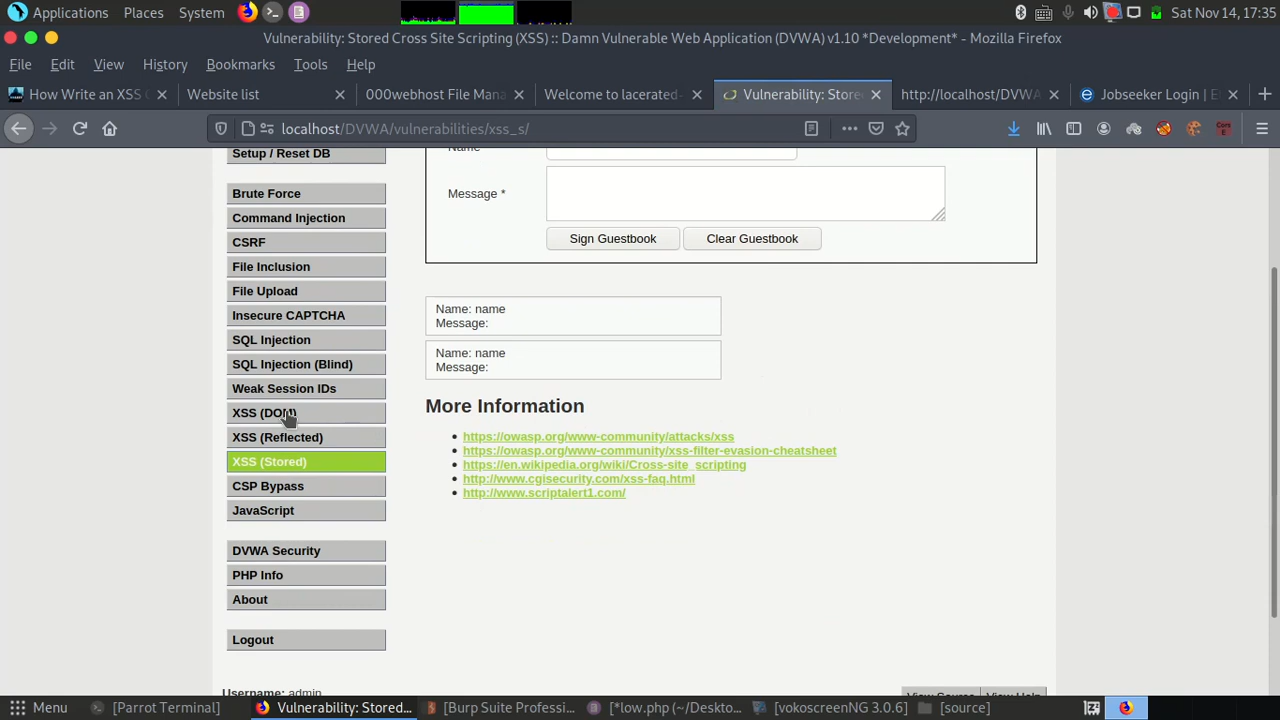 Applications Places System Sat Nov 14, 17:35
Vulnerability: Stored Cross Site Scripting (XSS) :: Damn Vulnerable Web Application (DVWA) v1.10 *Development* - Mozilla Firefox
File Edit View History Bookmarks Tools Help
How Write an XSS Website list 000webhost File Mana Welcome to lacerated- Vulnerability: Store http://localhost/DVWA Jobseeker Login |
localhost/DVWA/vulnerabilities/xss_s/
Setup / Reset DB
Brute Force
Command Injection
CSRF
File Inclusion
File Upload
Insecure CAPTCHA
SQL Injection
SQL Injection (Blind)
Weak Session IDs
XSS (DOM)
XSS (Reflected)
XSS (Stored)
CSP Bypass
JavaScript
DVWA Security
PHP Info
About
Logout
Username: admin
Name
Message *
Sign Guestbook Clear Guestbook
Name: name
Message:
Name: name
Message:
More Information
https://owasp.org/www-community/attacks/xss
https://owasp.org/www-community/xss-filter-evasion-cheatsheet
https://en.wikipedia.org/wiki/Cross-site_scripting
http://www.cgisecurity.com/xss-faq.html
http://www.scriptalert1.com/
View Source View Help
Menu [Parrot Terminal] Vulnerability: Stored... [Burp Suite Professi... *low.php (~/Deskto... [vokoscreenNG 3.0.6] [source]